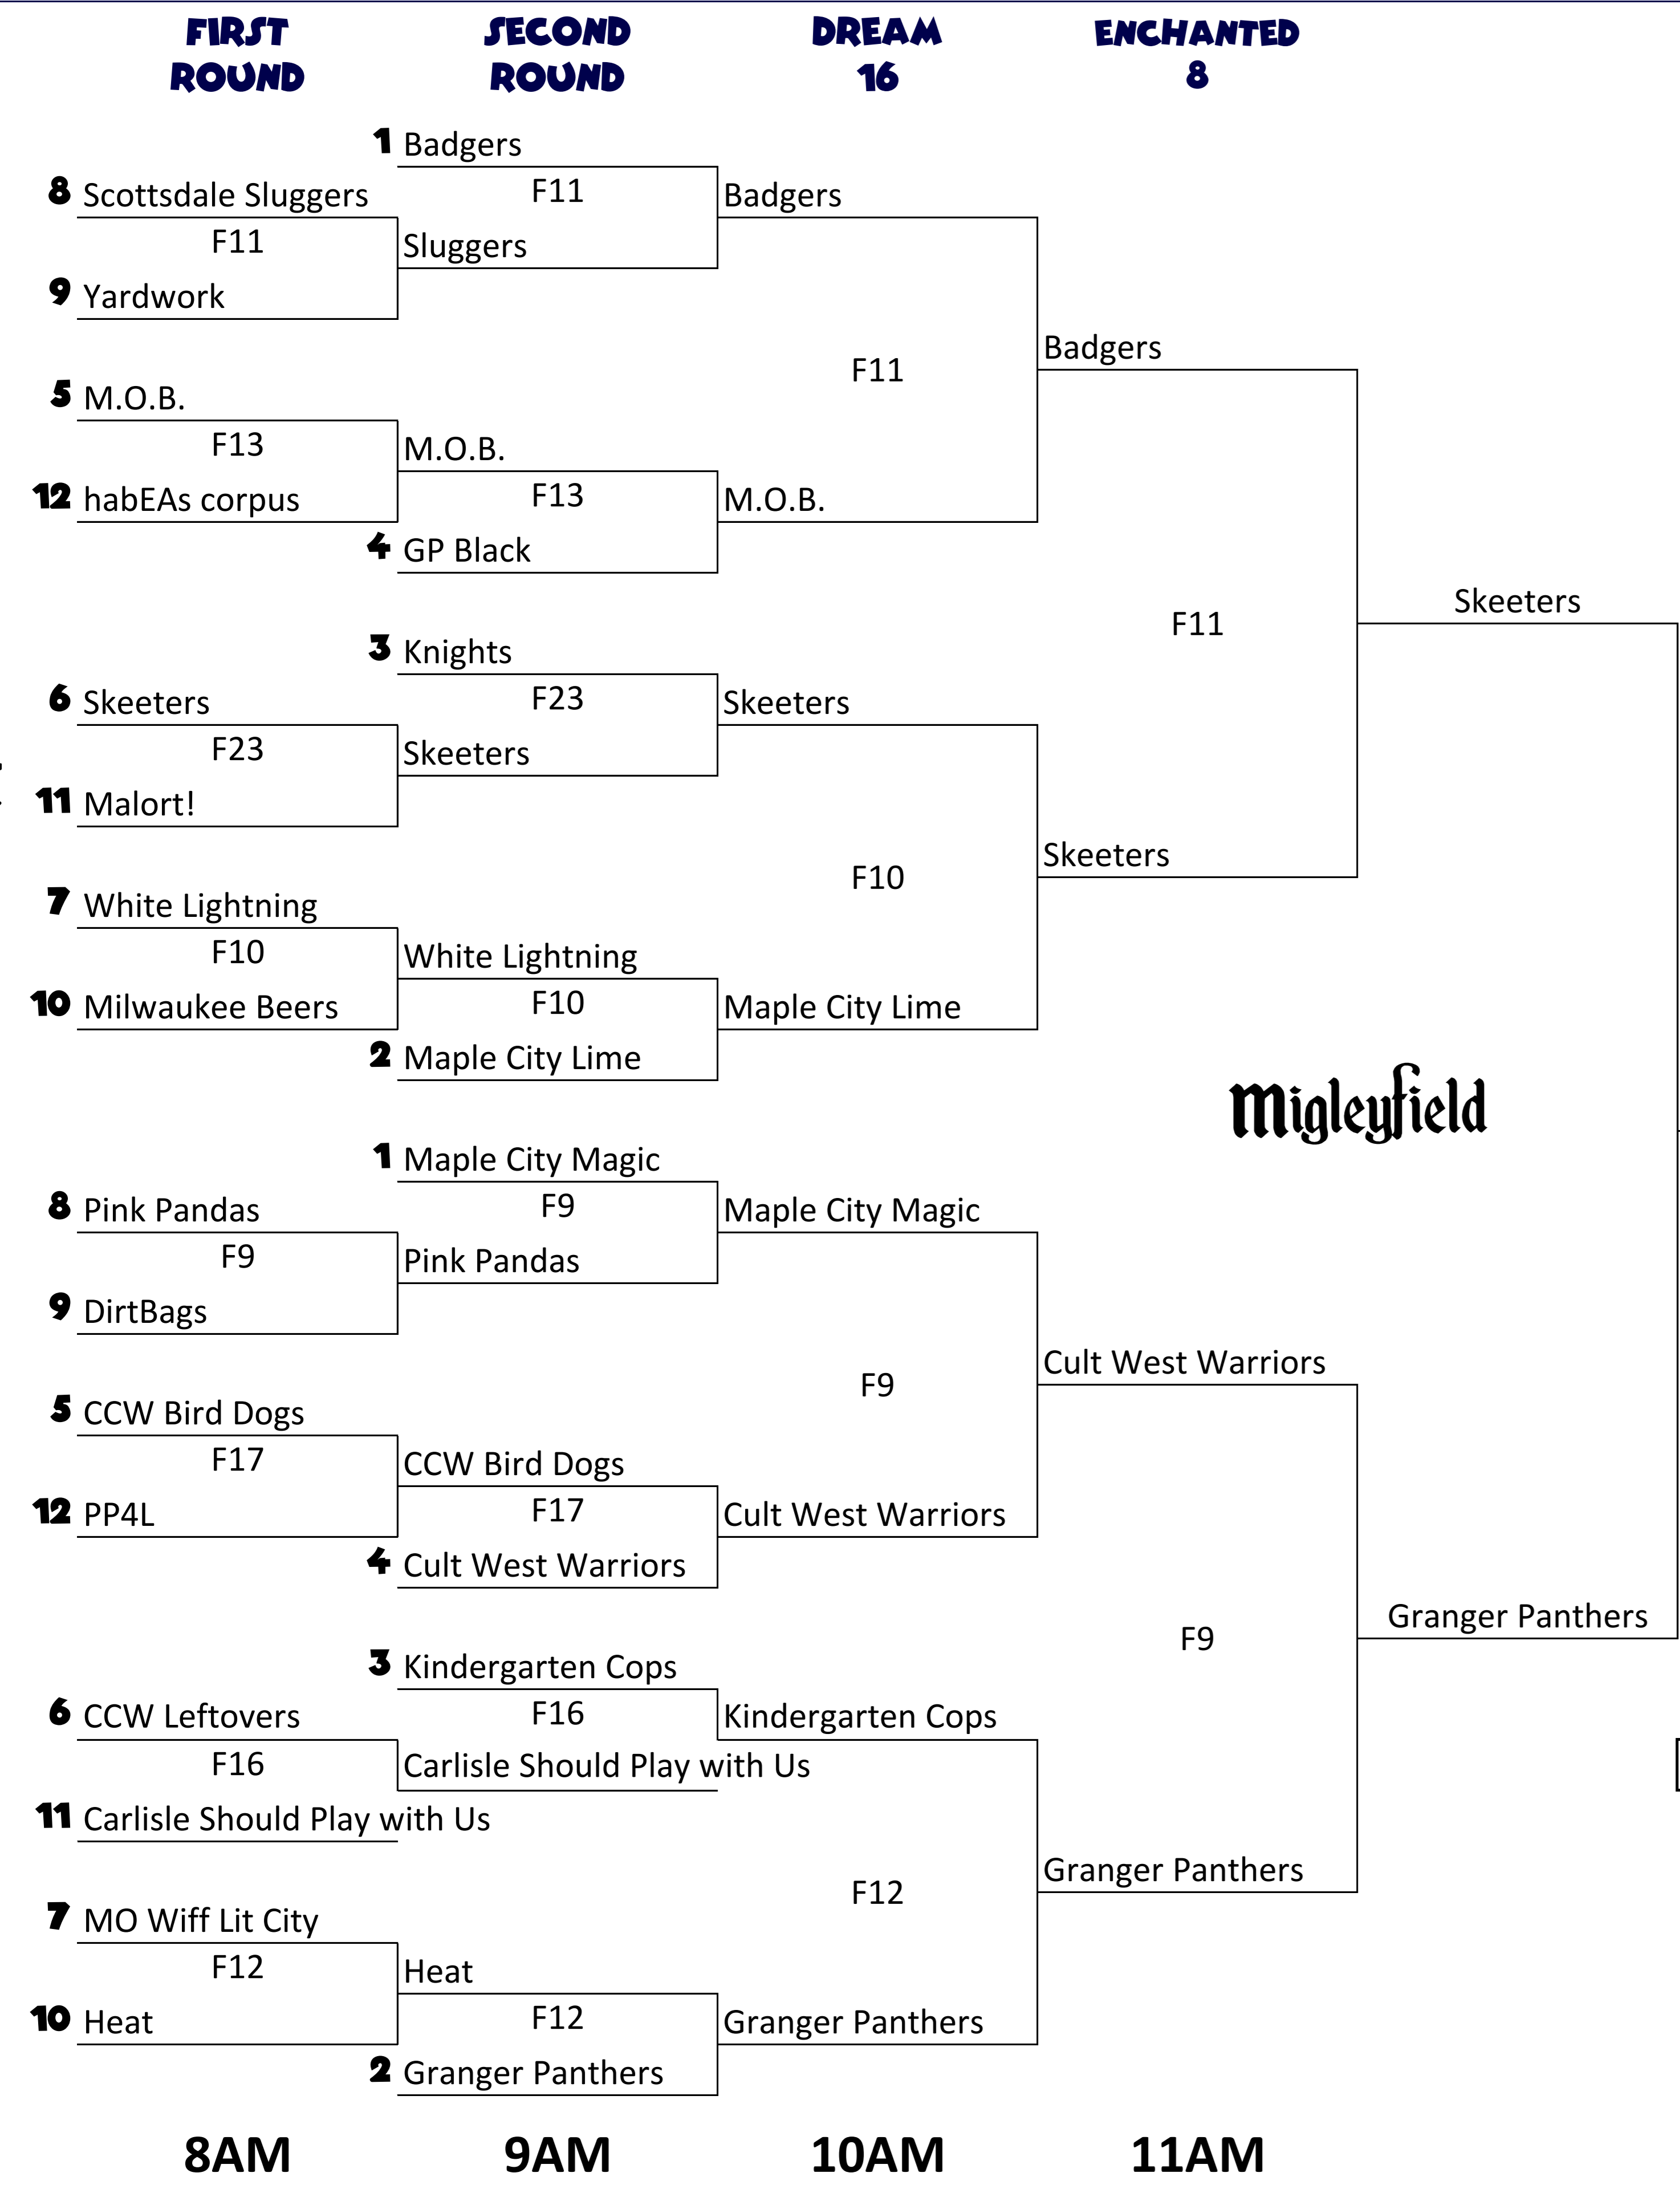 FIRST ROUND
SECOND ROUND
DREAM 16
ENCHANTED 8
1 Badgers
8 Scottsdale Sluggers
F11
Badgers
F11
Sluggers
9 Yardwork
Badgers
F11
5 M.O.B.
F13
M.O.B.
12 habEAs corpus
F13
M.O.B.
4 GP Black
Skeeters
F11
3 Knights
6 Skeeters
F23
Skeeters
F23
Skeeters
11 Malort!
Skeeters
F10
7 White Lightning
F10
White Lightning
10 Milwaukee Beers
F10
Maple City Lime
2 Maple City Lime
Migleyfield
1 Maple City Magic
8 Pink Pandas
F9
Maple City Magic
F9
Pink Pandas
9 DirtBags
Cult West Warriors
F9
5 CCW Bird Dogs
F17
CCW Bird Dogs
12 PP4L
F17
Cult West Warriors
4 Cult West Warriors
Granger Panthers
F9
3 Kindergarten Cops
6 CCW Leftovers
F16
Kindergarten Cops
F16
Carlisle Should Play with Us
11 Carlisle Should Play with Us
Granger Panthers
F12
7 MO Wiff Lit City
F12
Heat
10 Heat
F12
Granger Panthers
2 Granger Panthers
8AM
9AM
10AM
11AM